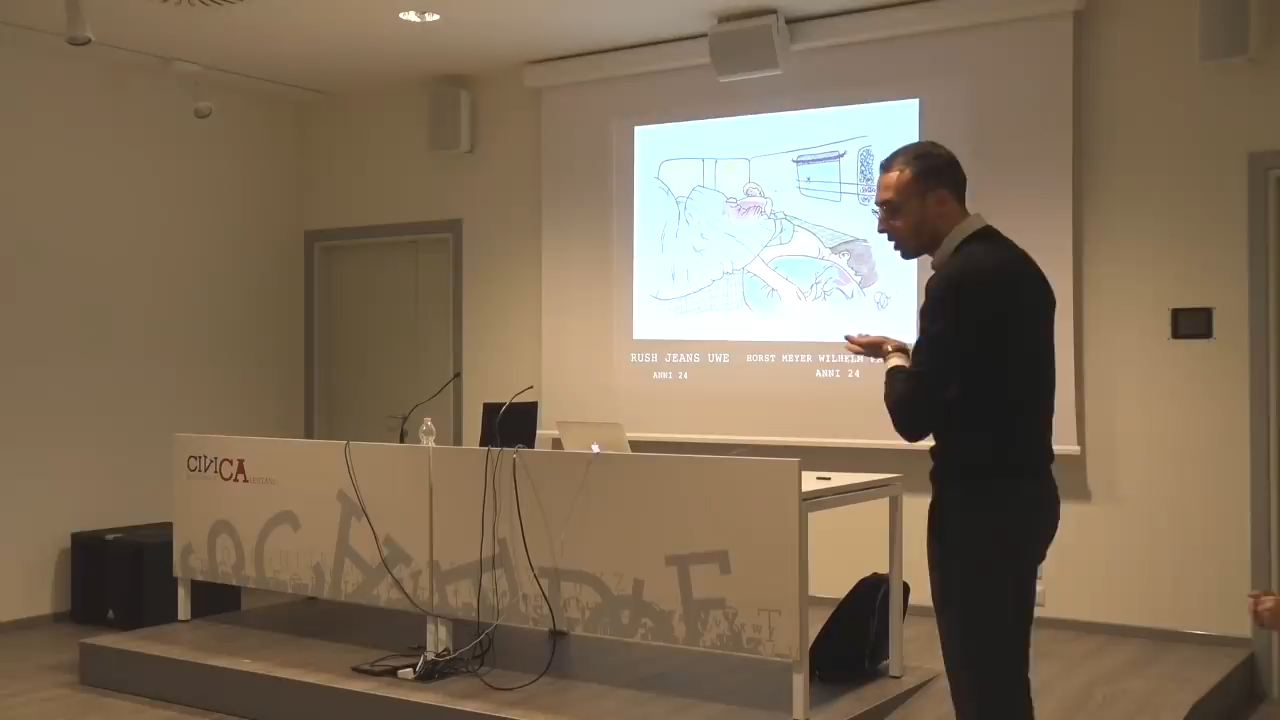 RUSH JEANS UWE
ANNI 24
HORST MEYER WILHELM
ANNI 24
CIVICA